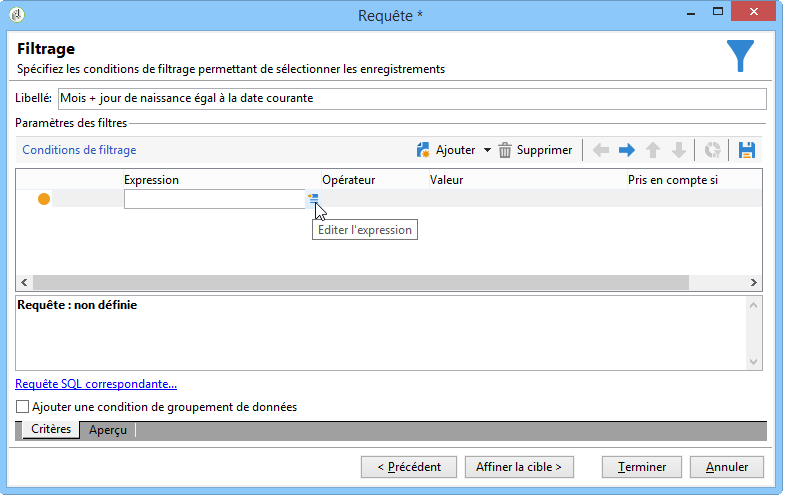 Requête *
Filtrage
Spécifiez les conditions de filtrage permettant de sélectionner les enregistrements
Libellé: Mois + jour de naissance égal à la date courante
Paramètres des filtres
Conditions de filtrage Ajouter Supprimer
Expression Opérateur Valeur Pris en compte si
Editer l'expression
Requête : non définie
Requête SQL correspondante...
Ajouter une condition de groupement de données
Critères Aperçu
< Précédent Affiner la cible > Terminer Annuler